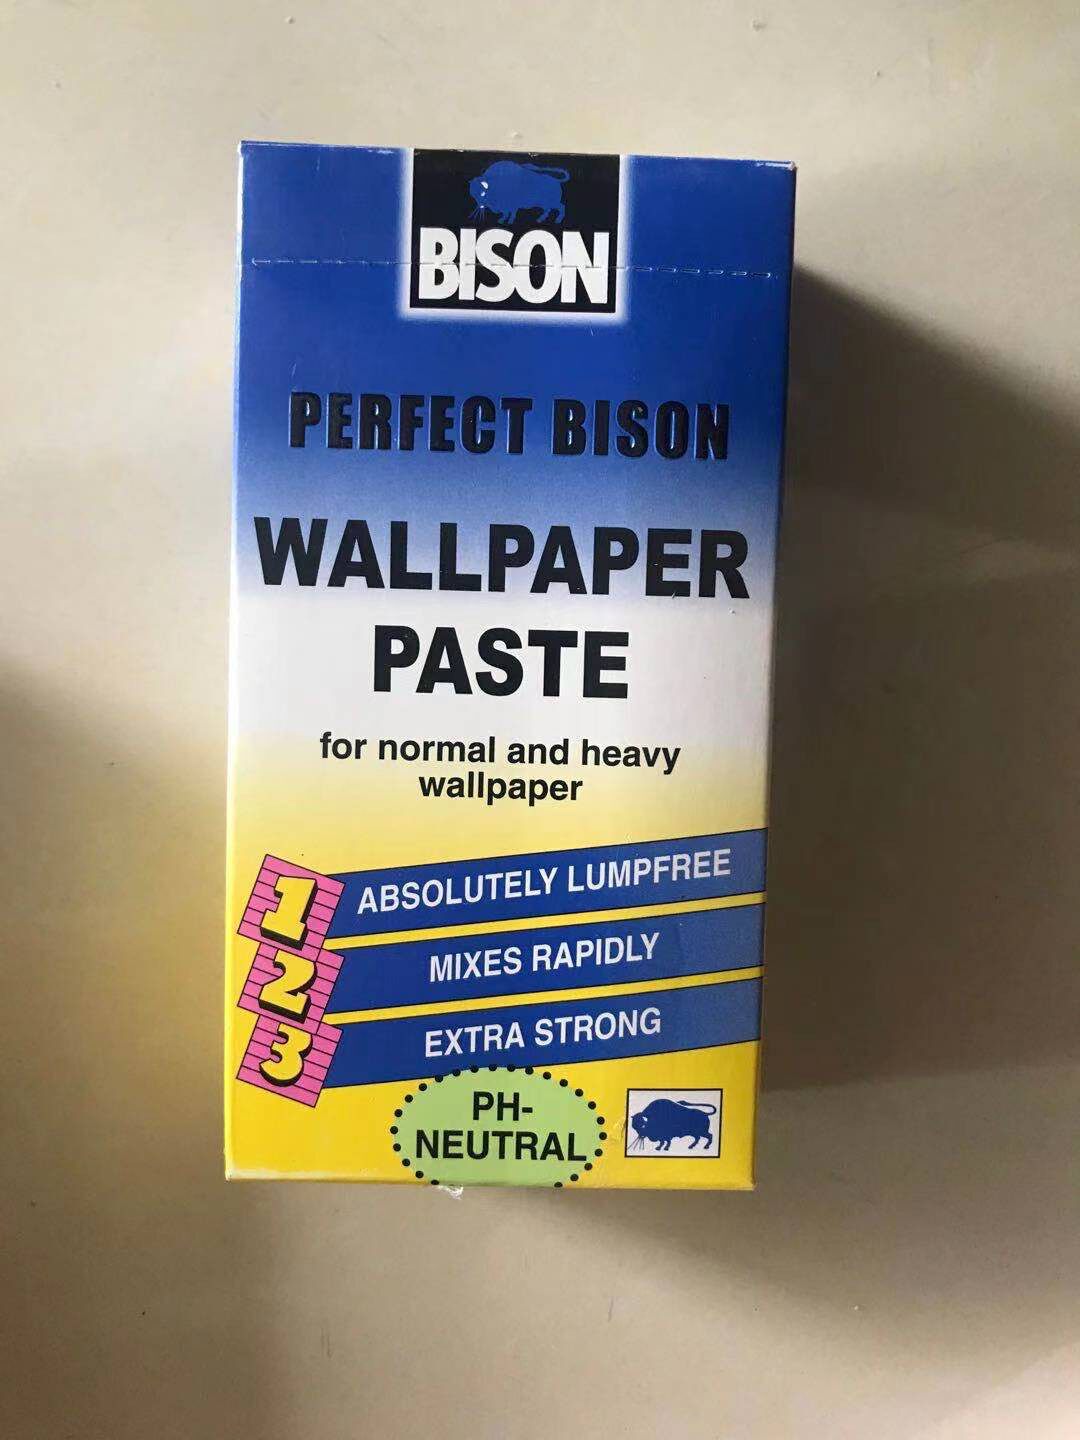 BISON
PERFECT BISON
WALLPAPER
PASTE
for normal and heavy
wallpaper
1 ABSOLUTELY LUMPFREE
2 MIXES RAPIDLY
3 EXTRA STRONG
PH-
NEUTRAL